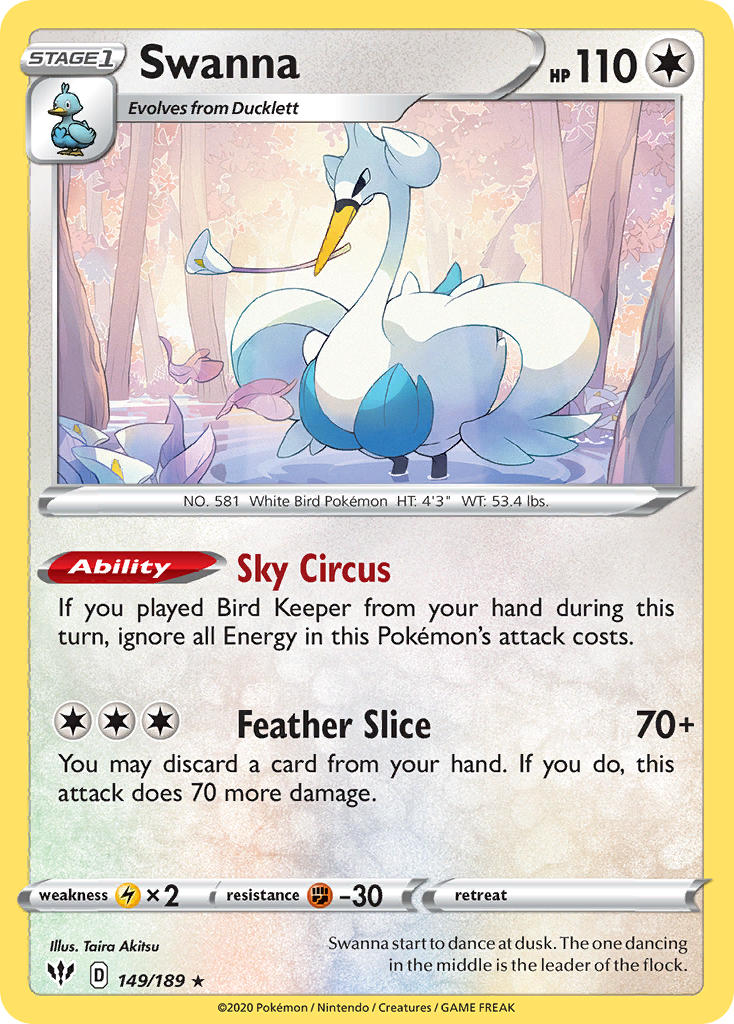 STAGE 1
Swanna
HP 110
Evolves from Ducklett
NO. 581 White Bird Pokémon HT: 4'3" WT: 53.4 lbs.
Ability Sky Circus
If you played Bird Keeper from your hand during this
turn, ignore all Energy in this Pokémon's attack costs.
Feather Slice 70+
You may discard a card from your hand. If you do, this
attack does 70 more damage.
weakness ×2 resistance -30 retreat
Illus. Taira Akitsu
Swanna start to dance at dusk. The one dancing
in the middle is the leader of the flock.
D 149/189
©2020 Pokémon / Nintendo / Creatures / GAME FREAK